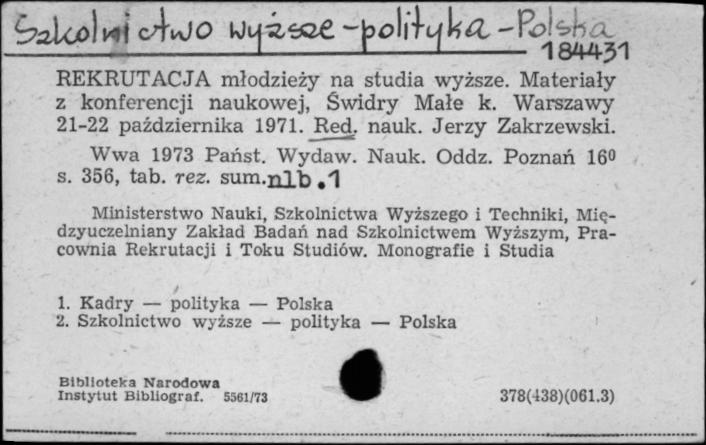 Szkolnictwo wyższe - polityka - Polska
184431
REKRUTACJA młodzieży na studia wyższe. Materiały
z konferencji naukowej, Świdry Małe k. Warszawy
21-22 października 1971. Red. nauk. Jerzy Zakrzewski.
Wwa 1973 Państ. Wydaw. Nauk. Oddz. Poznań 16⁰
s. 356, tab. rez. sum. nlb. 1
Ministerstwo Nauki, Szkolnictwa Wyższego i Techniki, Mię-
dzyuczelniany Zakład Badań nad Szkolnictwem Wyższym, Pra-
cownia Rekrutacji i Toku Studiów. Monografie i Studia
1. Kadry — polityka — Polska
2. Szkolnictwo wyższe — polityka — Polska
Biblioteka Narodowa
Instytut Bibliograf. 5561/73
378(438)(061.3)